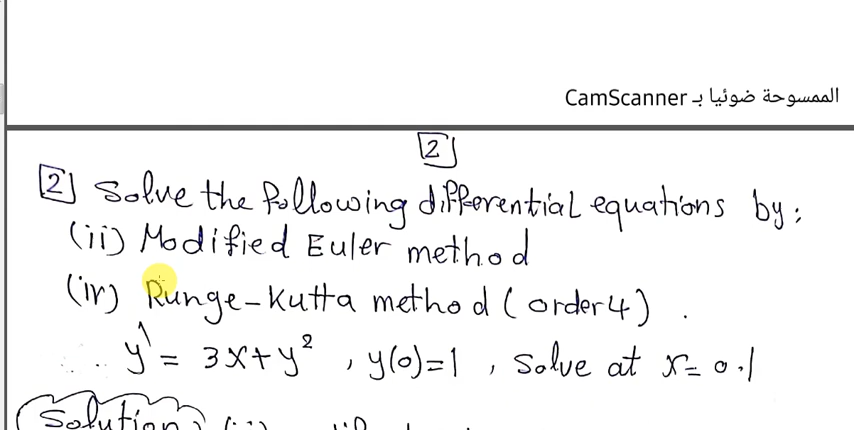 الممسوحة ضوئيا بـ CamScanner
2
2 Solve the following differential equations by:
(ii) Modified Euler method
(iv) Runge-Kutta method (order 4).
y' = 3x+y², y(0)=1, Solve at x=0.1
Solution